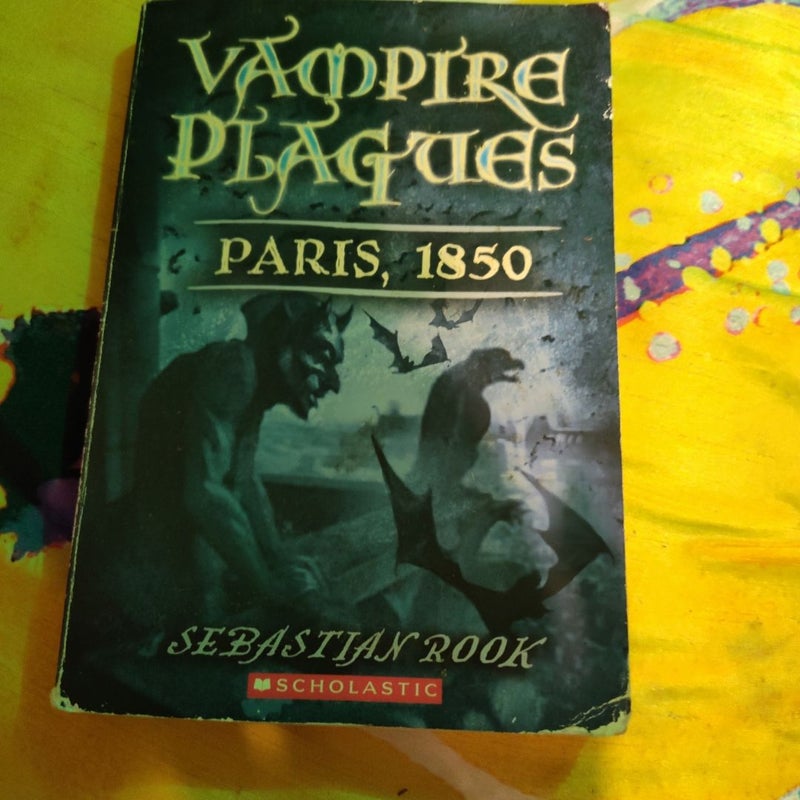 VAMPIRE
PLAGUES
PARIS, 1850
SEBASTIAN ROOK
SCHOLASTIC